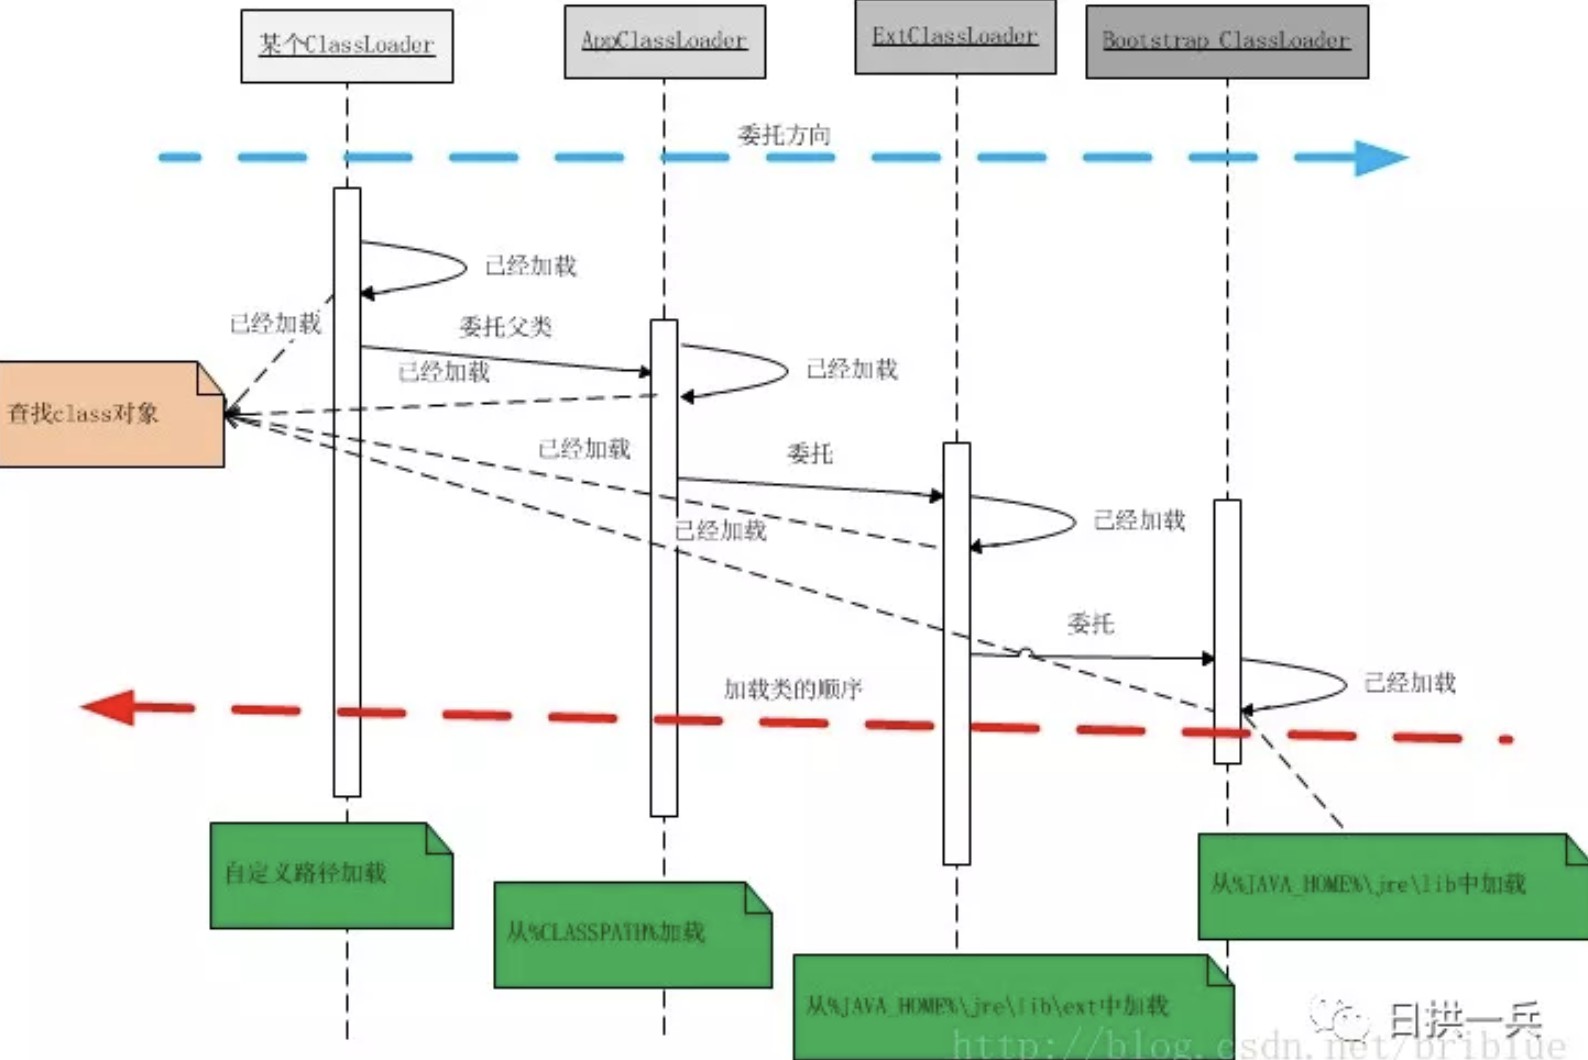 某个ClassLoader
AppClassLoader
ExtClassLoader
Bootstrap ClassLoader
委托方向
已经加载
已经加载
委托父类
已经加载
已经加载
查找class对象
已经加载
委托
已经加载
已经加载
委托
已经加载
加载类的顺序
自定义路径加载
从%JAVA_HOME%\jre\lib中加载
从%CLASSPATH%加载
从%JAVA_HOME%\jre\lib\ext中加载
日拱一兵
http://blog.csdn.net/briblue